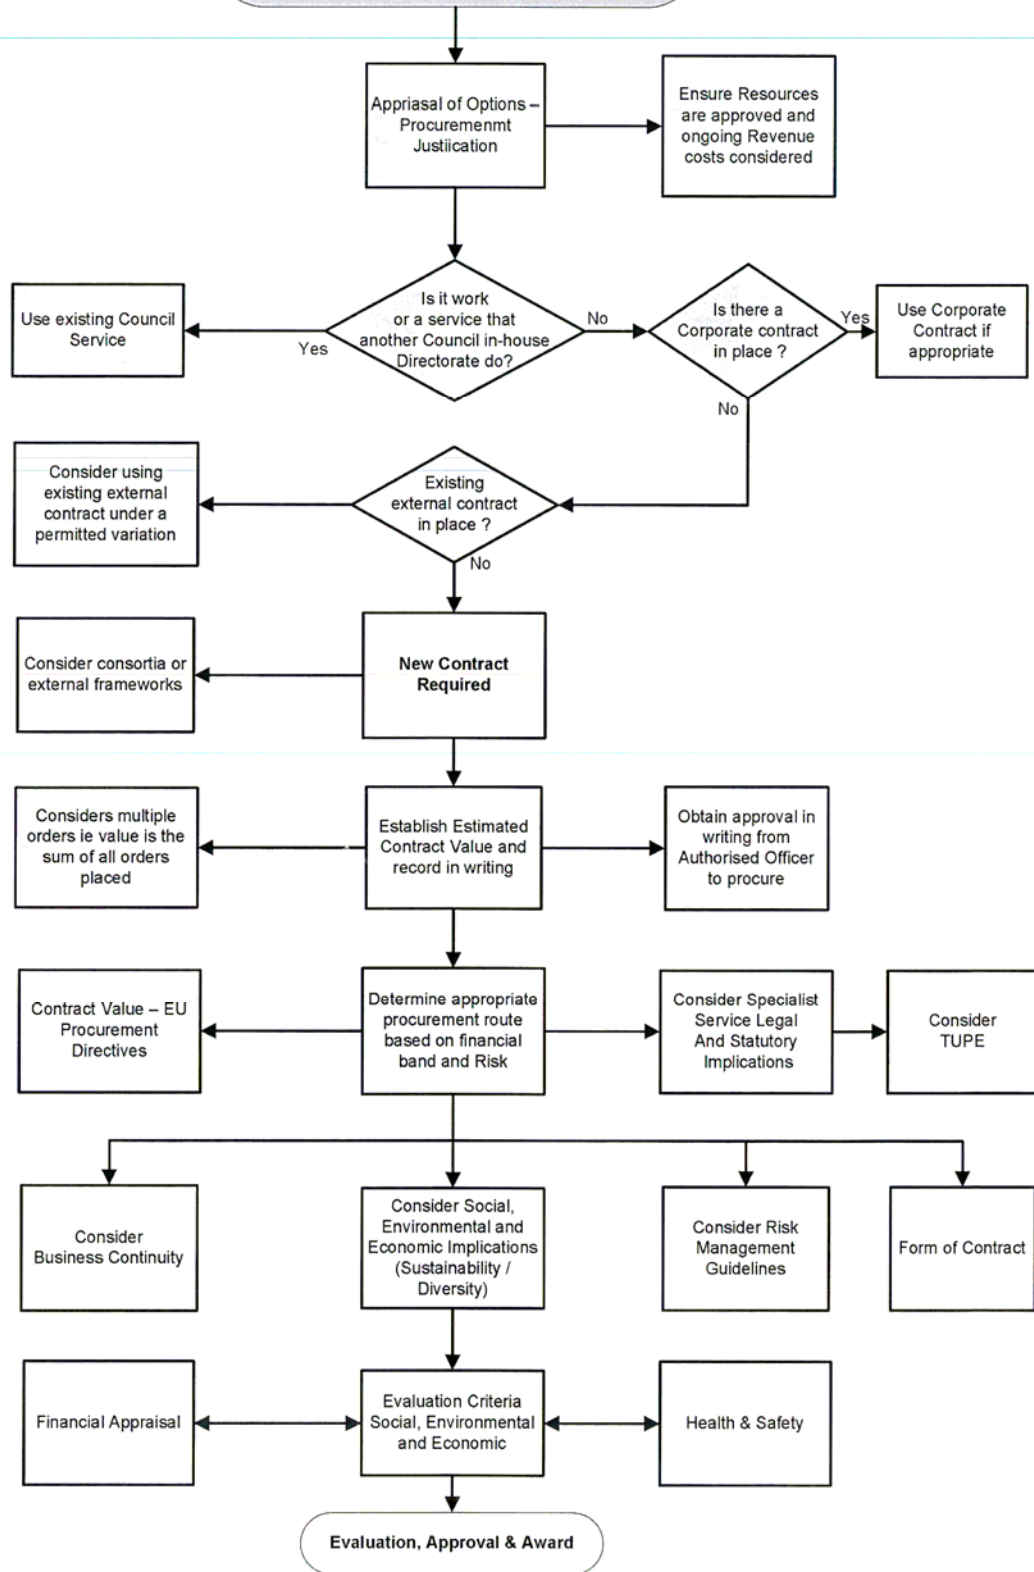 Appriasal of Options –
Procuremenmt
Justiication
Ensure Resources
are approved and
ongoing Revenue
costs considered
Is it work
or a service that
another Council in-house
Directorate do?
Yes
No
Use existing Council
Service
Is there a
Corporate contract
in place ?
Yes
No
Use Corporate
Contract if
appropriate
Consider using
existing external
contract under a
permitted variation
Existing
external contract
in place ?
No
New Contract
Required
Consider consortia or
external frameworks
Considers multiple
orders ie value is the
sum of all orders
placed
Establish Estimated
Contract Value and
record in writing
Obtain approval in
writing from
Authorised Officer
to procure
Contract Value – EU
Procurement
Directives
Determine appropriate
procurement route
based on financial
band and Risk
Consider Specialist
Service Legal
And Statutory
Implications
Consider
TUPE
Consider
Business Continuity
Consider Social,
Environmental and
Economic Implications
(Sustainability /
Diversity)
Consider Risk
Management
Guidelines
Form of Contract
Financial Appraisal
Evaluation Criteria
Social, Environmental
and Economic
Health & Safety
Evaluation, Approval & Award